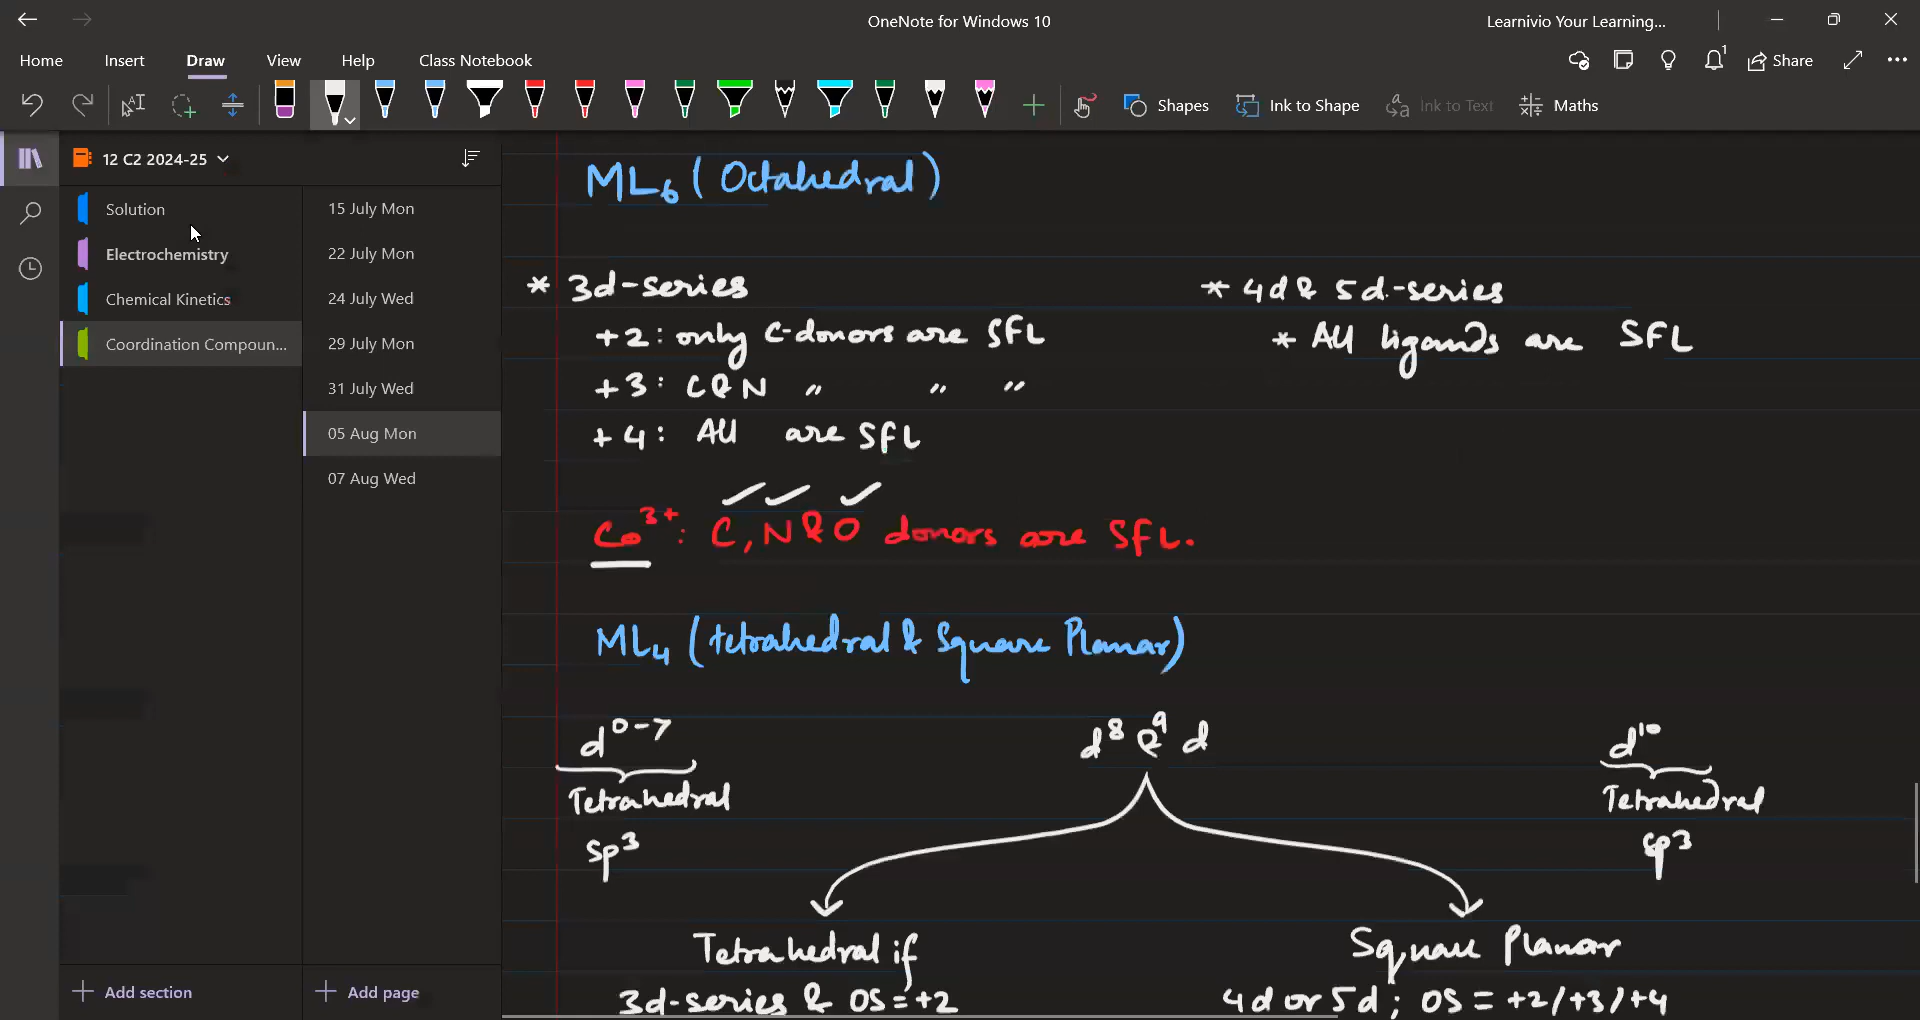 OneNote for Windows 10
Learnivio Your Learning...
Home Insert Draw View Help Class Notebook
1 Share
Shapes Ink to Shape Ink to Text Maths
12 C2 2024-25
Solution
Electrochemistry
Chemical Kinetics
Coordination Compoun...
15 July Mon
22 July Mon
24 July Wed
29 July Mon
31 July Wed
05 Aug Mon
07 Aug Wed
Add section
Add page
ML₆ (Octahedral)
* 3d-series
+2 : only C-donors are SFL
+3 : C & N " " "
+4 : All are SFL
* 4d & 5d-series
* All ligands are SFL
Co³⁺ : C, N & O donors are SFL.
ML₄ (tetrahedral & Square Planar)
d⁰⁻⁷
Tetrahedral
sp³
d⁸ & ⁹ d
d¹⁰
Tetrahedral
sp³
Tetrahedral if
3d-series & OS = +2
Square Planar
4d or 5d ; OS = +2/+3/+4